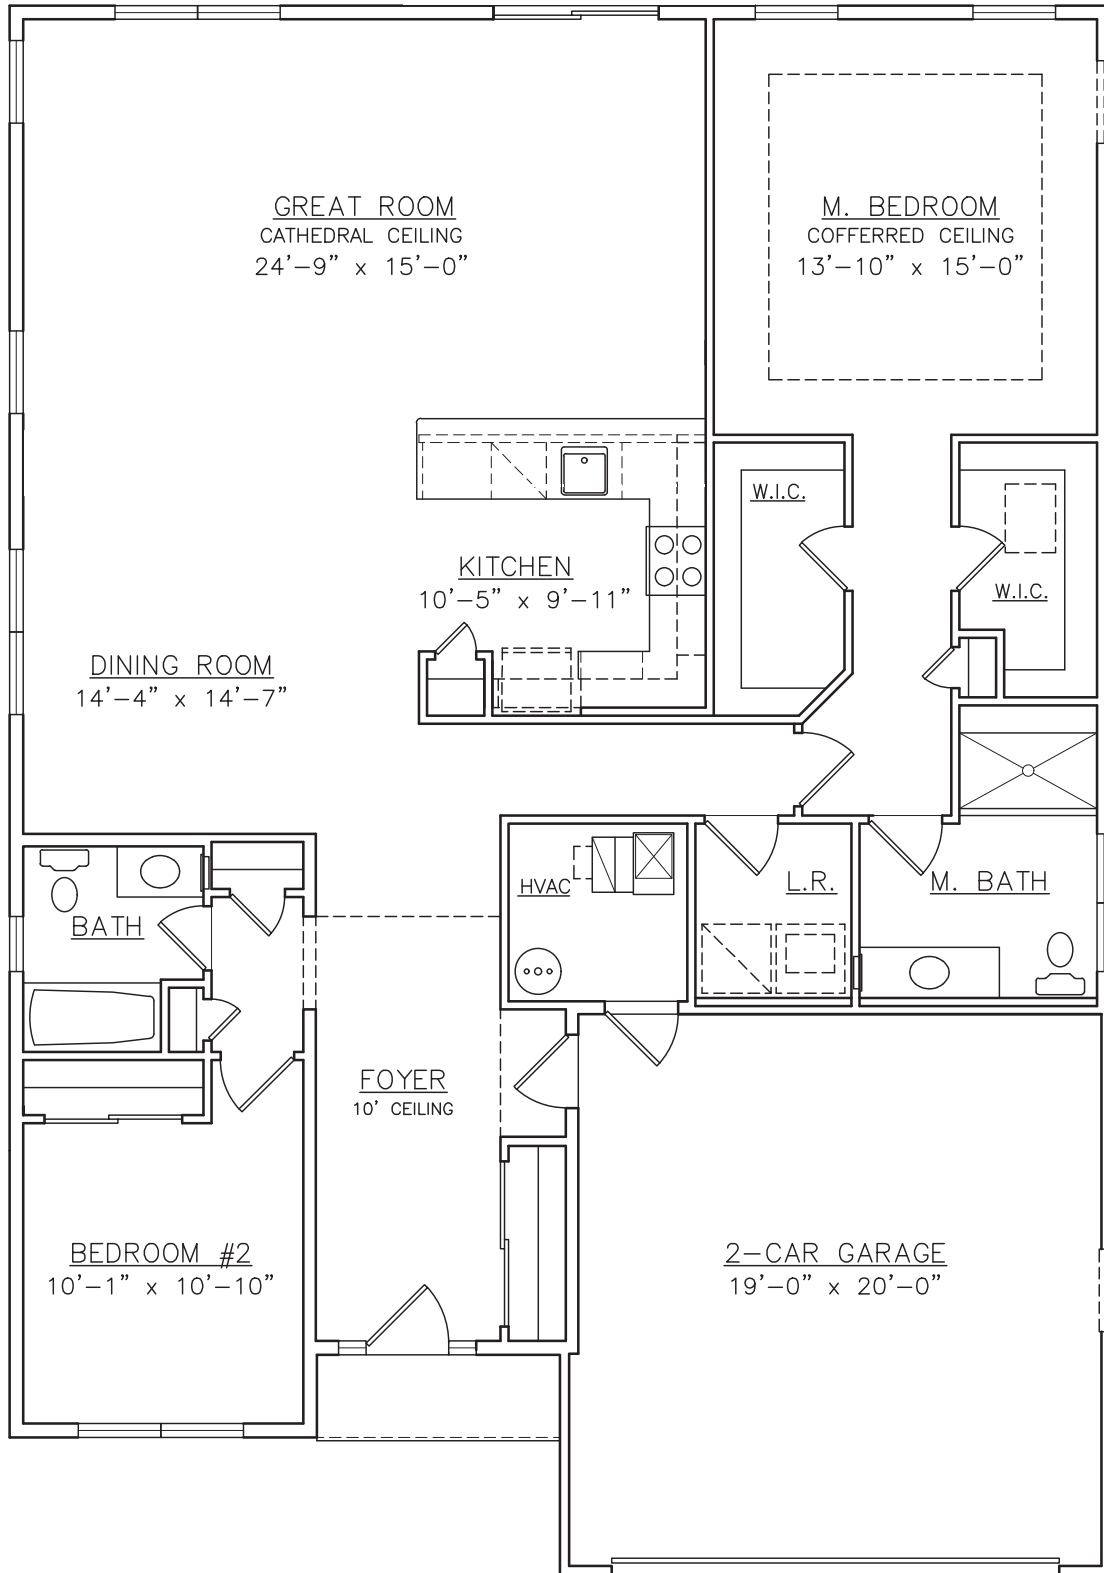 GREAT ROOM
CATHEDRAL CEILING
24'-9" x 15'-0"
M. BEDROOM
COFFERRED CEILING
13'-10" x 15'-0"
W.I.C.
KITCHEN
10'-5" x 9'-11"
W.I.C.
DINING ROOM
14'-4" x 14'-7"
HVAC
L.R.
M. BATH
BATH
FOYER
10' CEILING
BEDROOM #2
10'-1" x 10'-10"
2-CAR GARAGE
19'-0" x 20'-0"